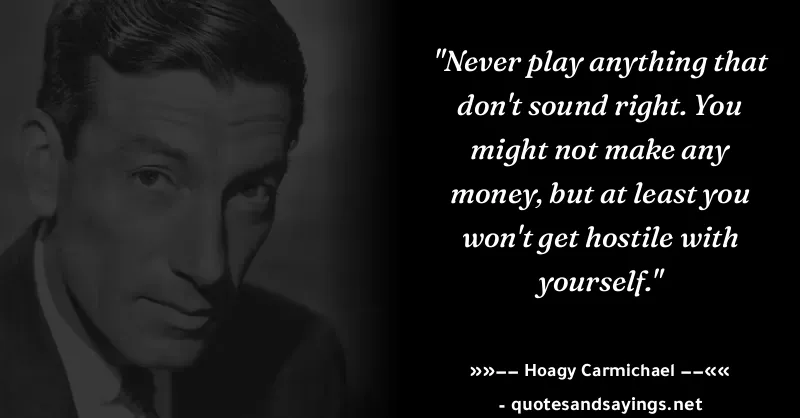 "Never play anything that
don't sound right. You
might not make any
money, but at least you
won't get hostile with
yourself."
»»−− Hoagy Carmichael −−««
- quotesandsayings.net